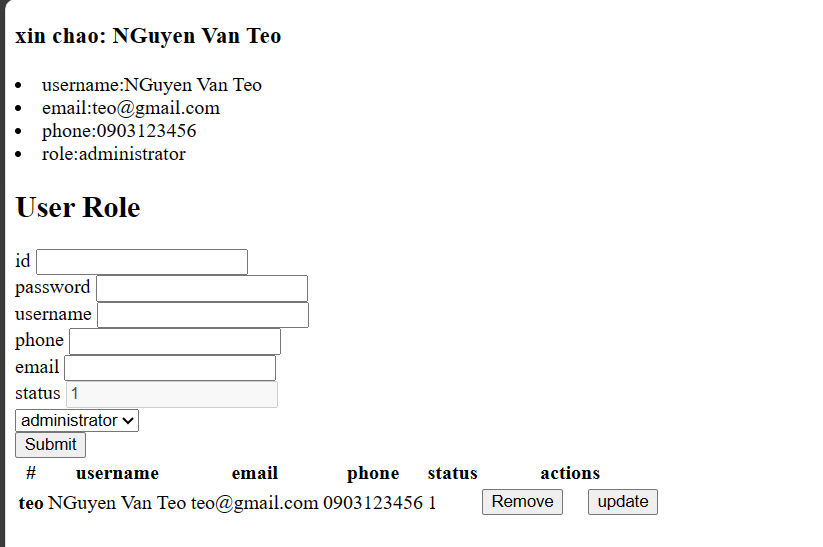 xin chao: NGuyen Van Teo
username:NGuyen Van Teo
email:teo@gmail.com
phone:0903123456
role:administrator
User Role
id
password
username
phone
email
status 1
administrator
Submit
# username email phone status actions
teo NGuyen Van Teo teo@gmail.com 0903123456 1 Remove update